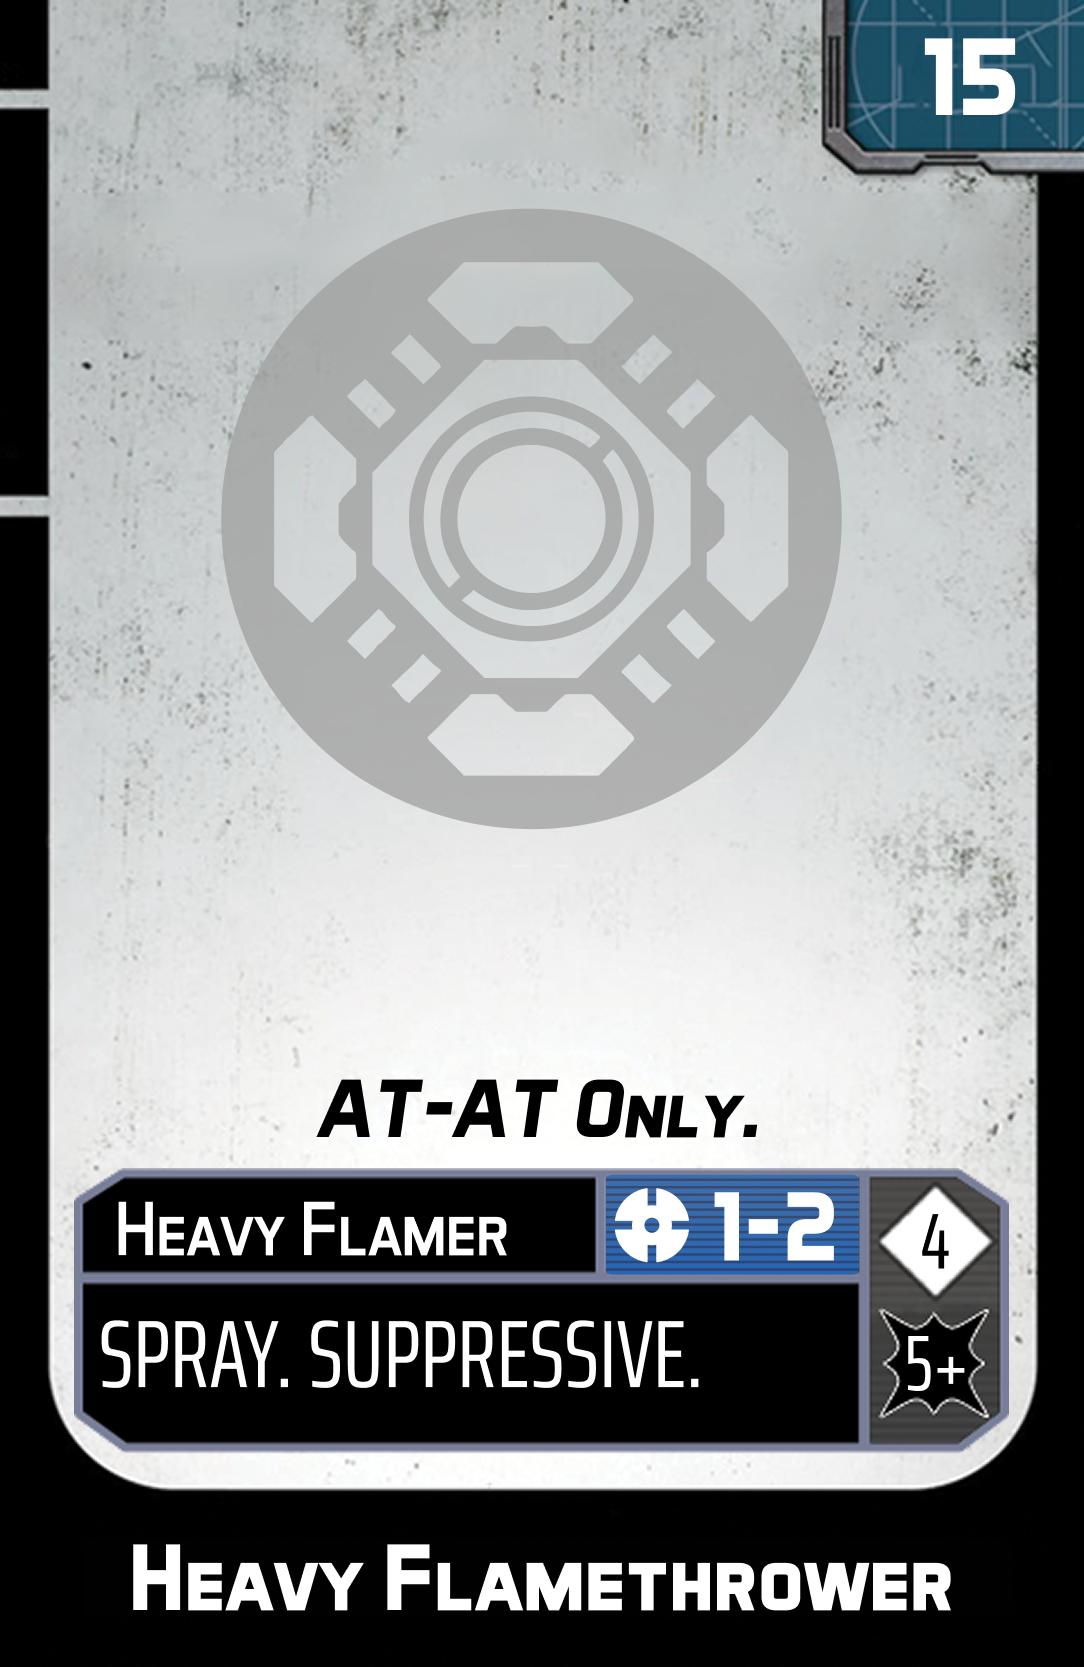 15
AT-AT Only.
Heavy Flamer 1-2 4
SPRAY. SUPPRESSIVE. 5+
Heavy Flamethrower